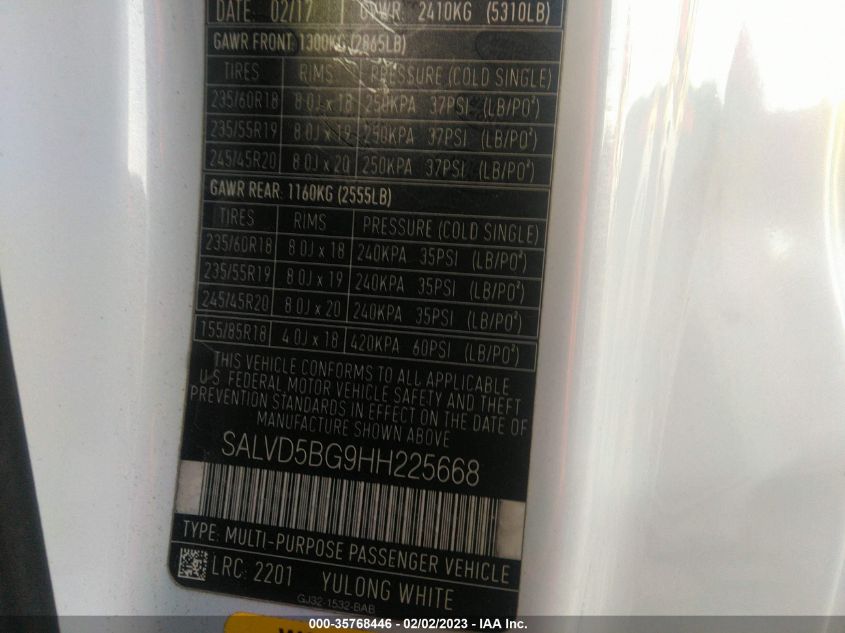 DATE: 02/17 GVWR: 2410KG (5310LB)
GAWR FRONT: 1300KG (2865LB)
TIRES RIMS PRESSURE (COLD SINGLE)
235/60R18 8.0J x 18 250KPA 37PSI (LB/PO²)
235/55R19 8.0J x 19 250KPA 37PSI (LB/PO²)
245/45R20 8.0J x 20 250KPA 37PSI (LB/PO²)
GAWR REAR: 1160KG (2555LB)
TIRES RIMS PRESSURE (COLD SINGLE)
235/60R18 8.0J x 18 240KPA 35PSI (LB/PO²)
235/55R19 8.0J x 19 240KPA 35PSI (LB/PO²)
245/45R20 8.0J x 20 240KPA 35PSI (LB/PO²)
155/85R18 4.0J x 18 420KPA 60PSI (LB/PO²)
THIS VEHICLE CONFORMS TO ALL APPLICABLE
U.S. FEDERAL MOTOR VEHICLE SAFETY AND THEFT
PREVENTION STANDARDS IN EFFECT ON THE DATE OF
MANUFACTURE SHOWN ABOVE
SALVD5BG9HH225668
TYPE: MULTI-PURPOSE PASSENGER VEHICLE
LRC: 2201 YULONG WHITE
GJ32-1532-BAB
000-35768446 - 02/02/2023 - IAA Inc.